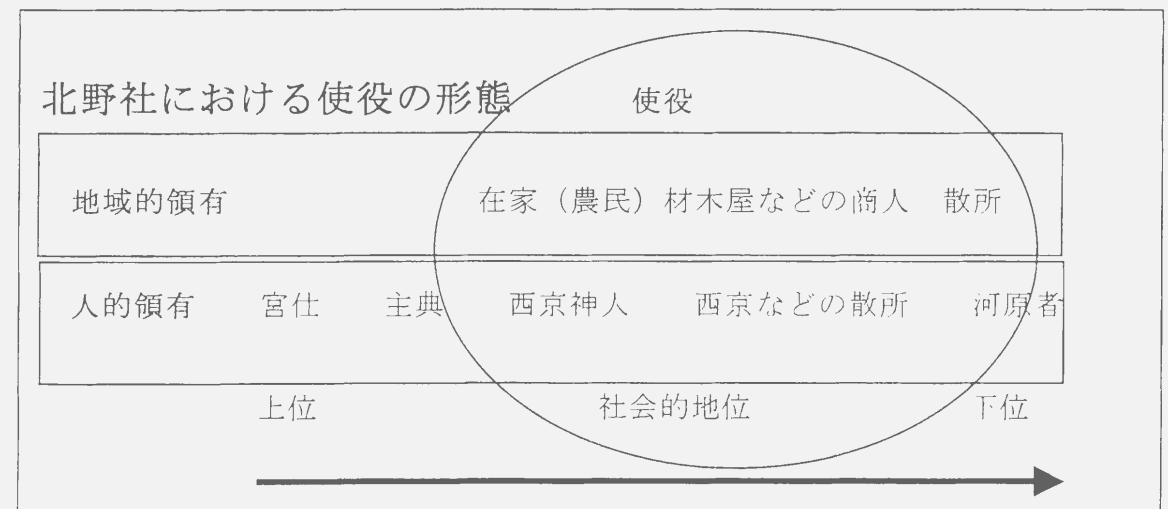 北野社における使役の形態　使役
地域的領有　在家（農民）材木屋などの商人　散所
人的領有　宮仕　主典　西京神人　西京などの散所　河原者
上位　社会的地位　下位